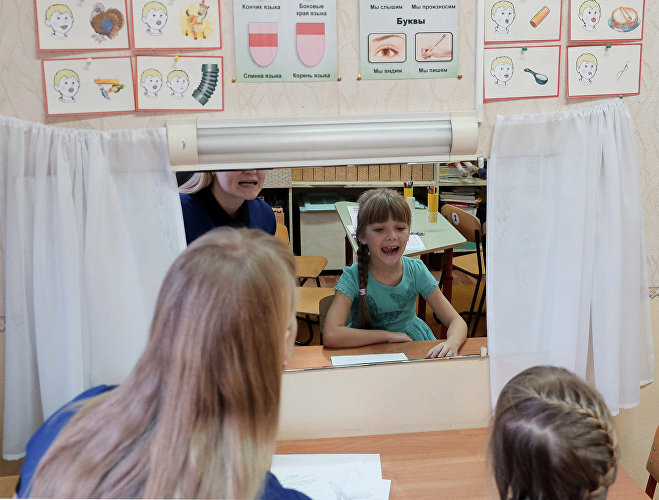 Кончик языка
Боковые
края языка
Спинка языка
Корень языка
Мы слышим
Мы произносим
Буквы
Мы видим
Мы пишем